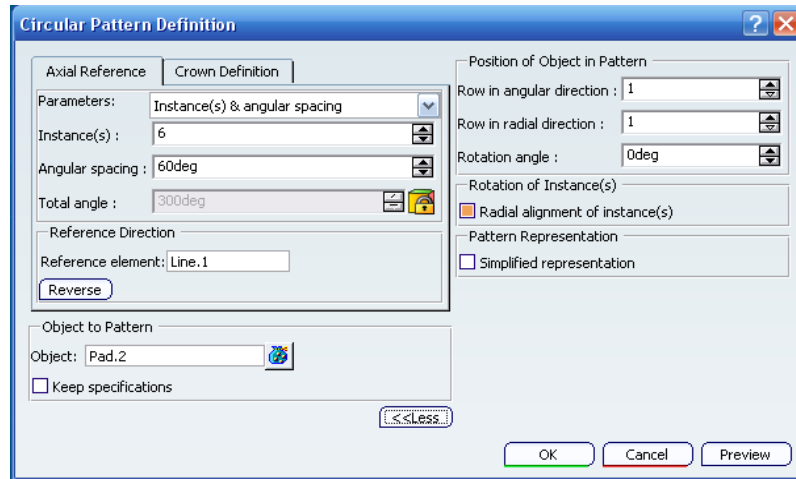 Circular Pattern Definition
Axial Reference
Crown Definition
Parameters: Instance(s) & angular spacing
Instance(s) : 6
Angular spacing : 60deg
Total angle : 300deg
Reference Direction
Reference element: Line.1
Reverse
Object to Pattern
Object: Pad.2
Keep specifications
<<Less
Position of Object in Pattern
Row in angular direction : 1
Row in radial direction : 1
Rotation angle : 0deg
Rotation of Instance(s)
Radial alignment of instance(s)
Pattern Representation
Simplified representation
OK
Cancel
Preview